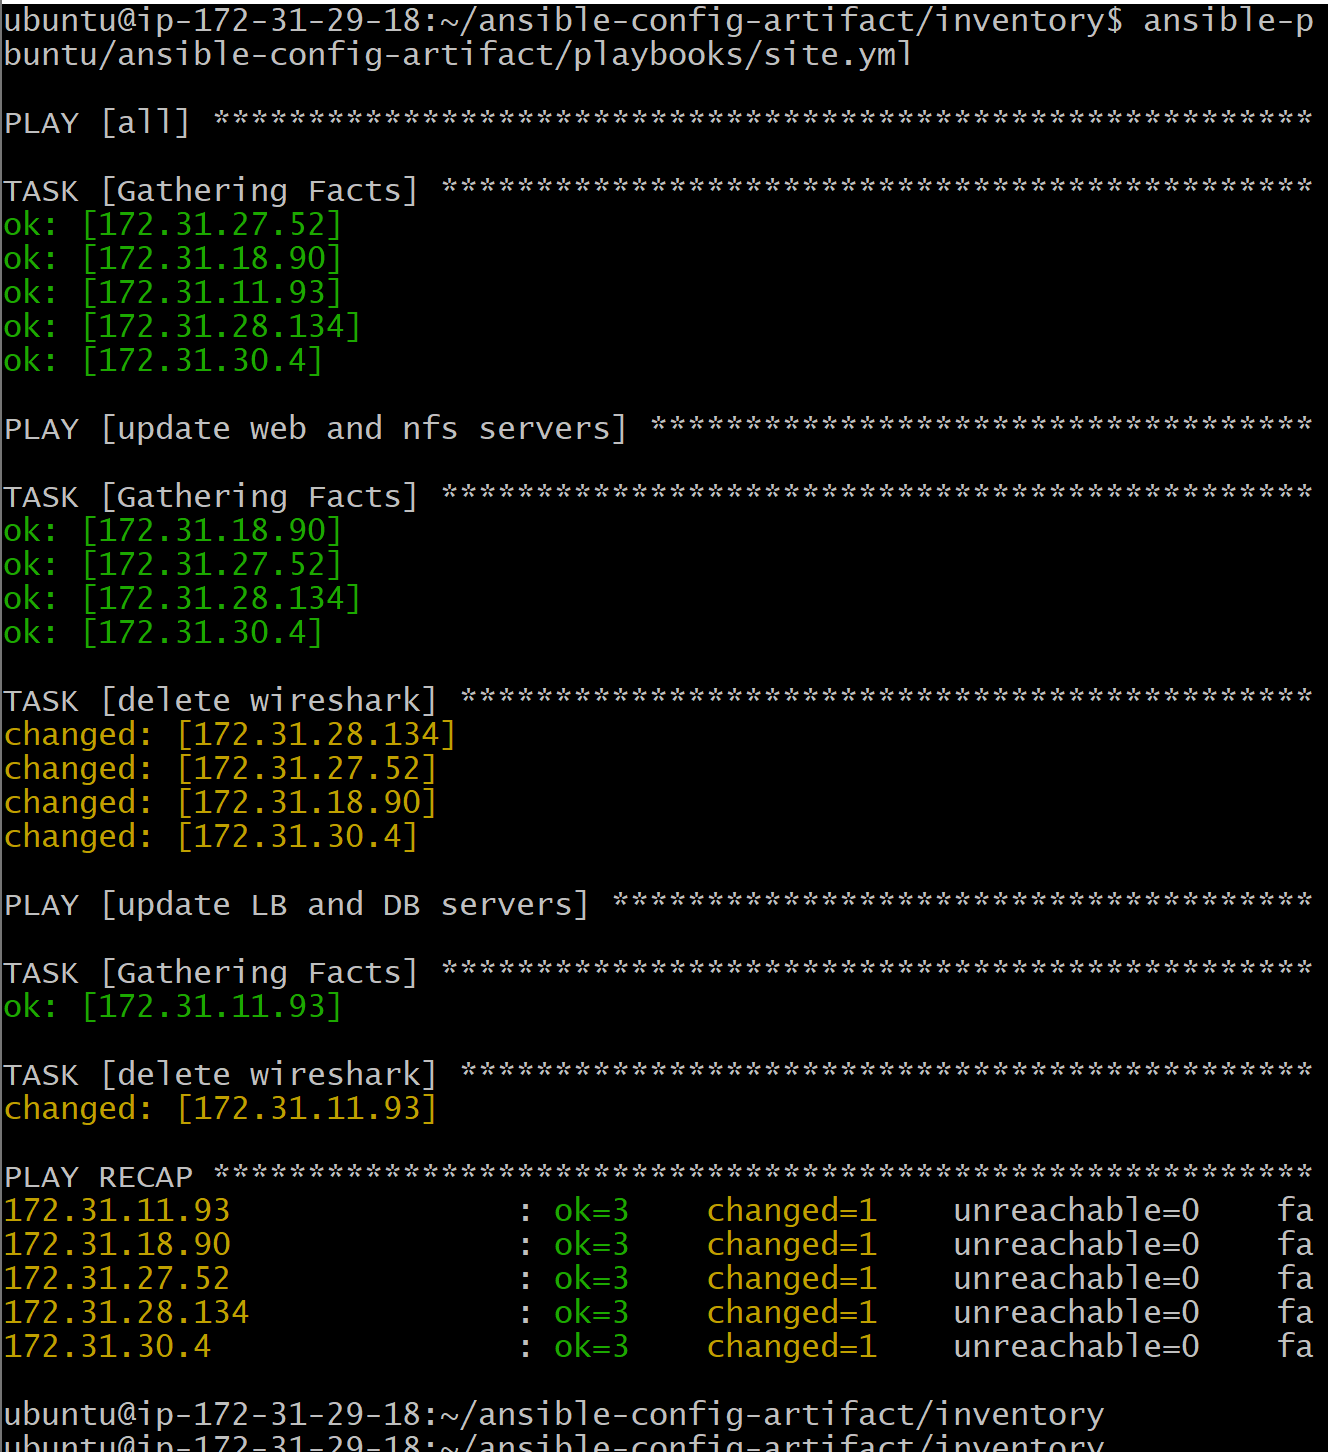 ubuntu@ip-172-31-29-18:~/ansible-config-artifact/inventory$ ansible-p
buntu/ansible-config-artifact/playbooks/site.yml
PLAY [all] **********************************************************
TASK [Gathering Facts] **********************************************
ok: [172.31.27.52]
ok: [172.31.18.90]
ok: [172.31.11.93]
ok: [172.31.28.134]
ok: [172.31.30.4]
PLAY [update web and nfs servers] ***********************************
TASK [Gathering Facts] **********************************************
ok: [172.31.18.90]
ok: [172.31.27.52]
ok: [172.31.28.134]
ok: [172.31.30.4]
TASK [delete wireshark] *********************************************
changed: [172.31.28.134]
changed: [172.31.27.52]
changed: [172.31.18.90]
changed: [172.31.30.4]
PLAY [update LB and DB servers] *************************************
TASK [Gathering Facts] **********************************************
ok: [172.31.11.93]
TASK [delete wireshark] *********************************************
changed: [172.31.11.93]
PLAY RECAP **********************************************************
172.31.11.93 : ok=3 changed=1 unreachable=0 fa
172.31.18.90 : ok=3 changed=1 unreachable=0 fa
172.31.27.52 : ok=3 changed=1 unreachable=0 fa
172.31.28.134 : ok=3 changed=1 unreachable=0 fa
172.31.30.4 : ok=3 changed=1 unreachable=0 fa
ubuntu@ip-172-31-29-18:~/ansible-config-artifact/inventory
ubuntu@ip-172-31-29-18:~/ansible-config-artifact/inventory